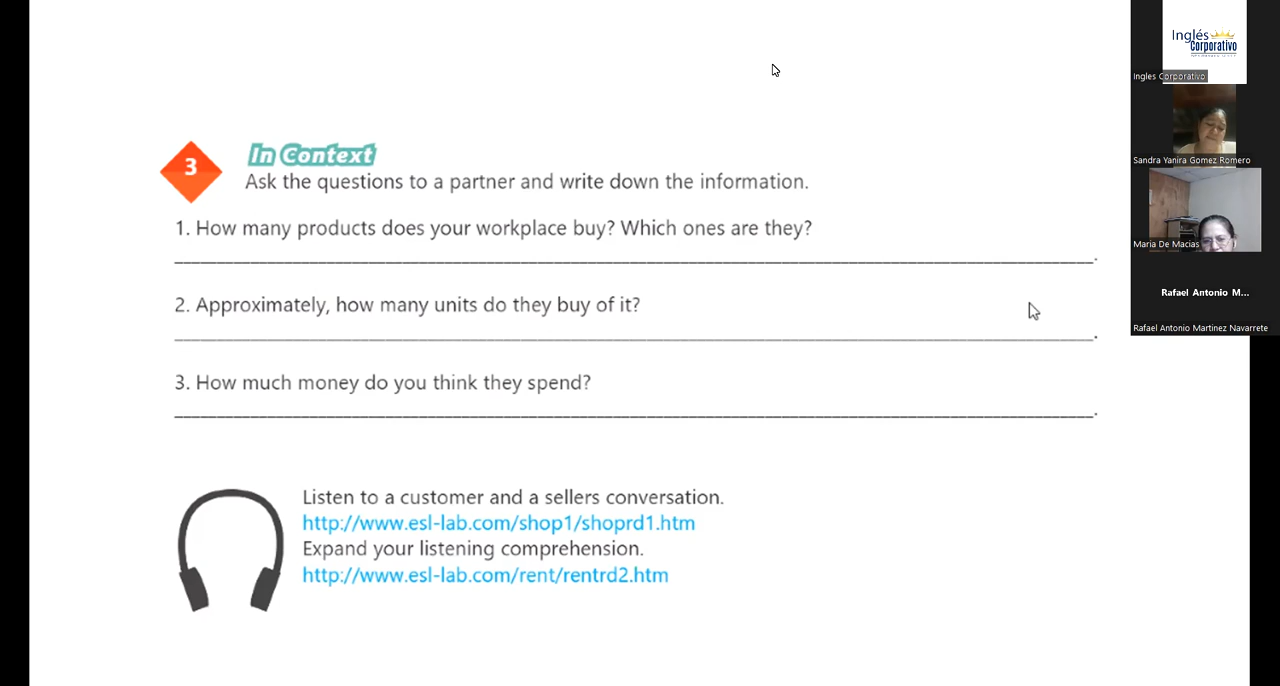 3
In Context
Ask the questions to a partner and write down the information.
1. How many products does your workplace buy? Which ones are they?
2. Approximately, how many units do they buy of it?
3. How much money do you think they spend?
Listen to a customer and a sellers conversation.
http://www.esl-lab.com/shop1/shoprd1.htm
Expand your listening comprehension.
http://www.esl-lab.com/rent/rentrd2.htm
Inglés
Corporativo
Ingles Corporativo
Sandra Yanira Gomez Romero
Maria De Macias
Rafael Antonio M...
Rafael Antonio Martinez Navarrete